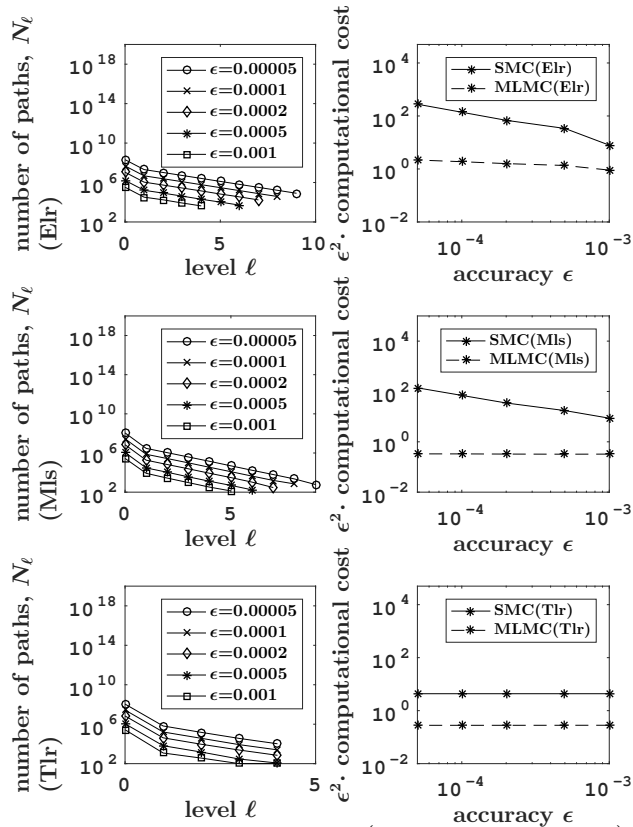 number of paths, N_ℓ
(Elr)
10^18
10^14
10^10
10^6
10^2
ϵ=0.00005
ϵ=0.0001
ϵ=0.0002
ϵ=0.0005
ϵ=0.001
0
5
10
level ℓ
ϵ^2· computational cost
10^4
10^2
10^0
10^-2
SMC(Elr)
MLMC(Elr)
10^-4
10^-3
accuracy ϵ
number of paths, N_ℓ
(Mls)
10^18
10^14
10^10
10^6
10^2
ϵ=0.00005
ϵ=0.0001
ϵ=0.0002
ϵ=0.0005
ϵ=0.001
0
5
level ℓ
ϵ^2· computational cost
10^4
10^2
10^0
10^-2
SMC(Mls)
MLMC(Mls)
10^-4
10^-3
accuracy ϵ
number of paths, N_ℓ
(Tlr)
10^18
10^14
10^10
10^6
10^2
ϵ=0.00005
ϵ=0.0001
ϵ=0.0002
ϵ=0.0005
ϵ=0.001
0
5
level ℓ
ϵ^2· computational cost
10^4
10^2
10^0
10^-2
SMC(Tlr)
MLMC(Tlr)
10^-4
10^-3
accuracy ϵ